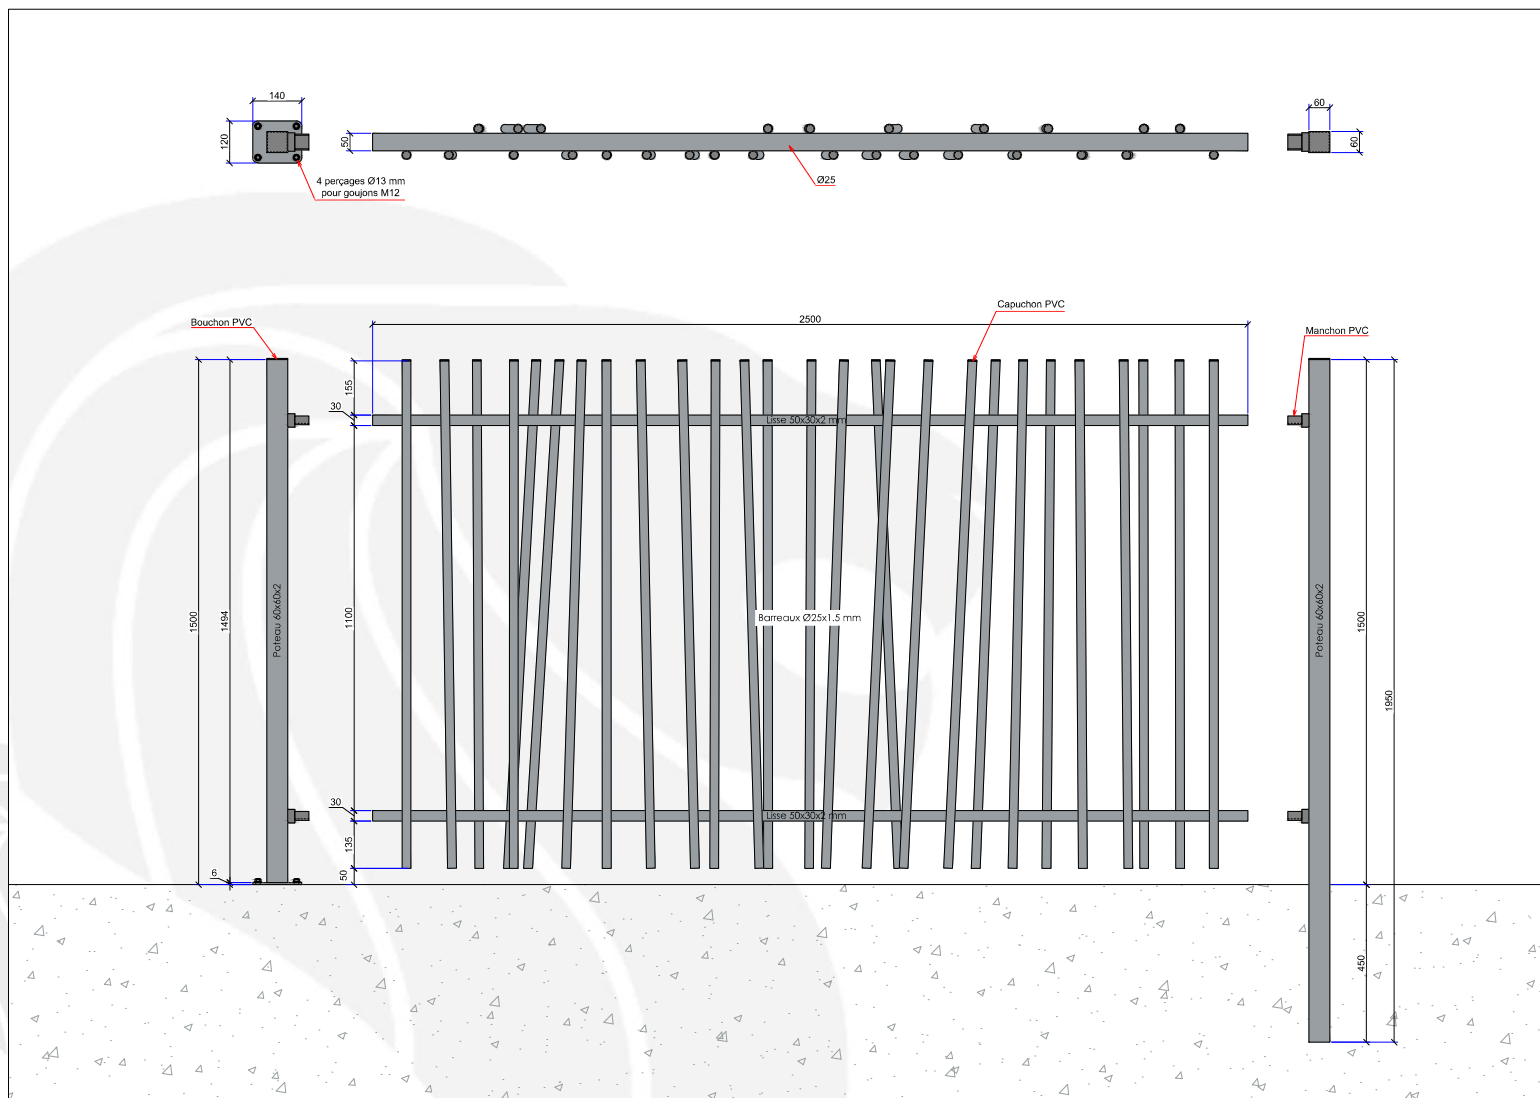 140
60
120
50
60
4 perçages Ø13 mm
pour goujons M12
Ø25
Bouchon PVC
2500
Capuchon PVC
Manchon PVC
155
30
Lisse 50x30x2 mm
1500
1494
Poteau 60x60x2
1100
Barreaux Ø25x1.5 mm
Poteau 60x60x2
1500
1950
30
Lisse 50x30x2 mm
135
6
50
450